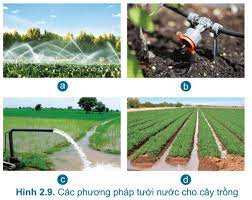 a
b
c
d
Hình 2.9. Các phương pháp tưới nước cho cây trồng